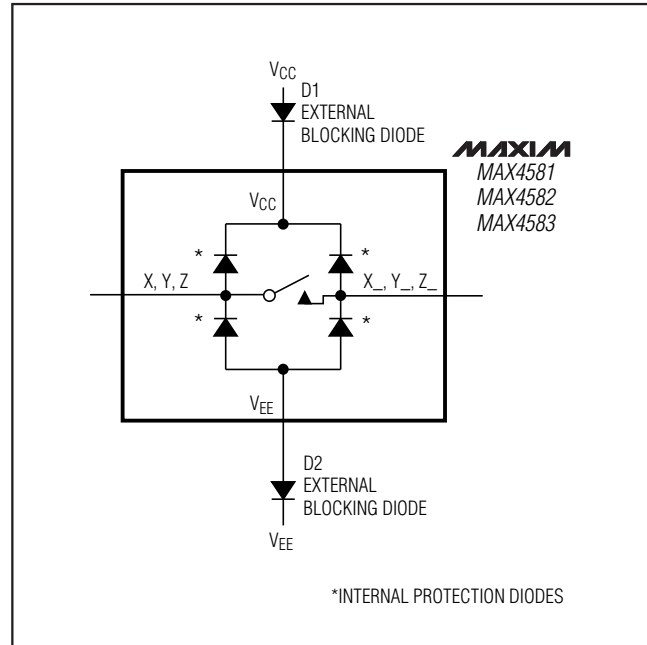 VCC
D1
EXTERNAL
BLOCKING DIODE
MAXIM
MAX4581
MAX4582
MAX4583
VCC
* *
X, Y, Z X_, Y_, Z_
* *
VEE
D2
EXTERNAL
BLOCKING DIODE
VEE
*INTERNAL PROTECTION DIODES